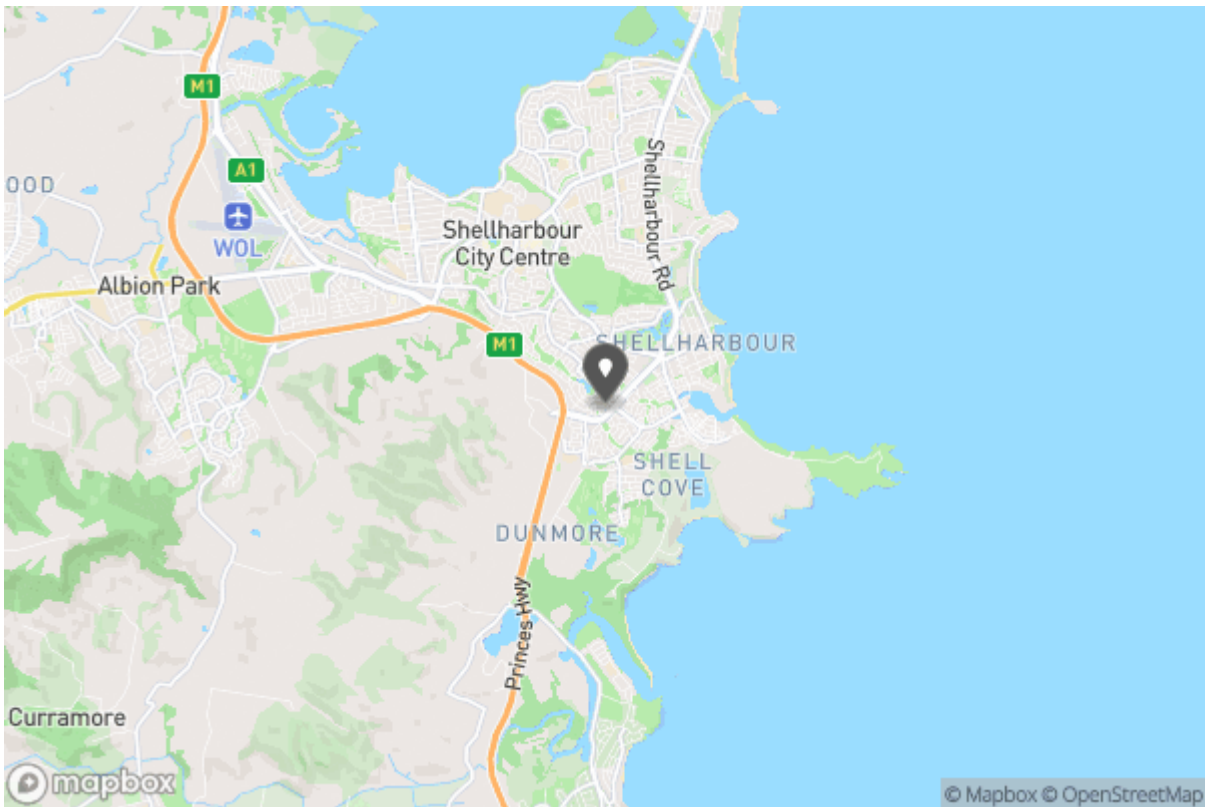 M1
A1
OOD
WOL
Shellharbour
City Centre
Shellharbour Rd
Albion Park
M1
SHELLHARBOUR
SHELL
COVE
DUNMORE
Princes Hwy
Curramore
mapbox
© Mapbox © OpenStreetMap